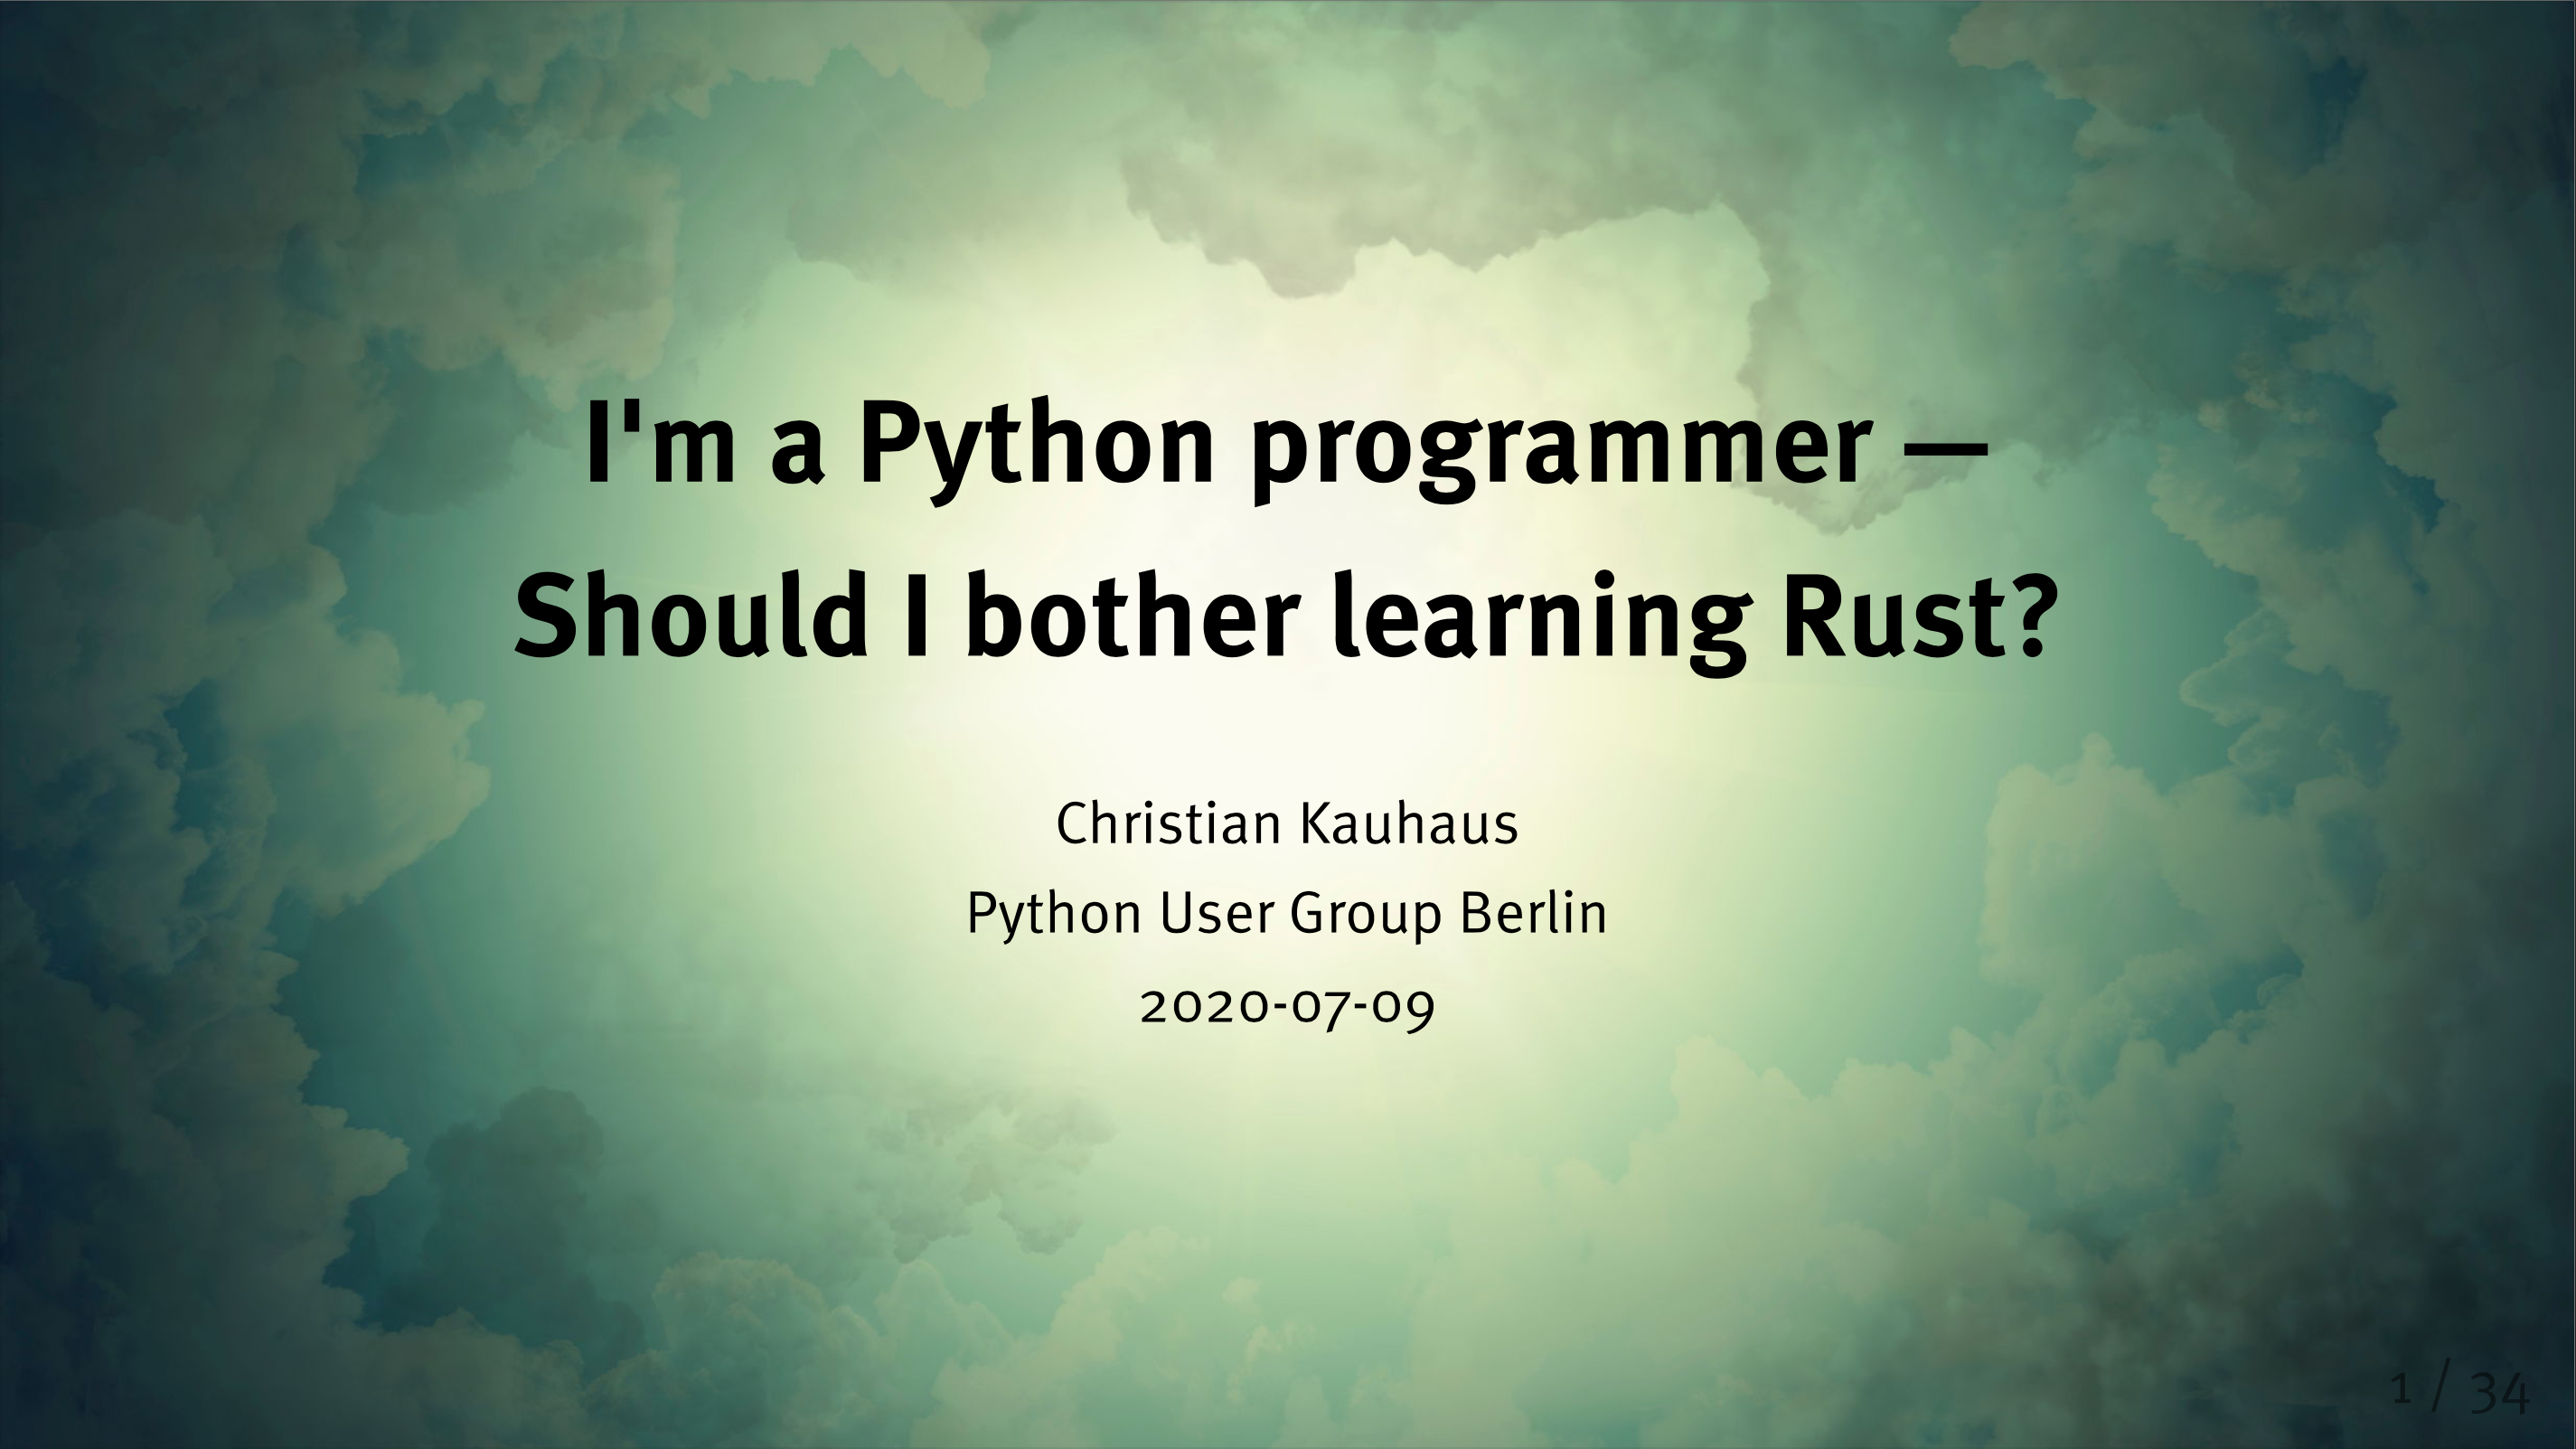 I'm a Python programmer —
Should I bother learning Rust?
Christian Kauhaus
Python User Group Berlin
2020-07-09
1 / 34